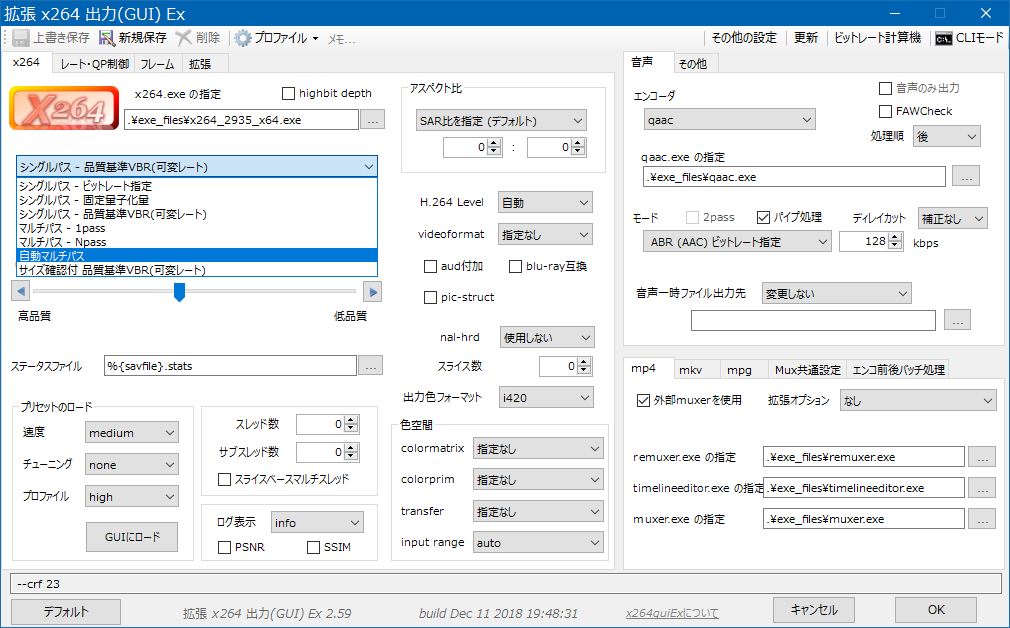 拡張 x264 出力(GUI) Ex
上書き保存 新規保存 削除 プロファイル メモ... その他の設定 更新 ビットレート計算機 CLIモード
x264 レート・QP制御 フレーム 拡張
X264
x264.exe の指定 highbit depth
.¥exe_files¥x264_2935_x64.exe ...
シングルパス - 品質基準VBR(可変レート)
シングルパス - ビットレート指定
シングルパス - 固定量子化量
シングルパス - 品質基準VBR(可変レート)
マルチパス - 1pass
マルチパス - Npass
自動マルチパス
サイズ確認付 品質基準VBR(可変レート)
高品質 低品質
ステータスファイル %{savfile}.stats ...
プリセットのロード
速度 medium
チューニング none
プロファイル high
GUIにロード
スレッド数 0
サブスレッド数 0
スライスベースマルチスレッド
ログ表示 info
PSNR SSIM
アスペクト比
SAR比を指定 (デフォルト)
0 : 0
H.264 Level 自動
videoformat 指定なし
aud付加 blu-ray互換
pic-struct
nal-hrd 使用しない
スライス数 0
出力色フォーマット i420
色空間
colormatrix 指定なし
colorprim 指定なし
transfer 指定なし
input range auto
音声 その他
エンコーダ 音声のみ出力
qaac FAWCheck
処理順 後
qaac.exe の指定
.¥exe_files¥qaac.exe ...
モード 2pass パイプ処理 ディレイカット 補正なし
ABR (AAC) ビットレート指定 128 kbps
音声一時ファイル出力先 変更しない
...
mp4 mkv mpg Mux共通設定 エンコ前後バッチ処理
外部muxerを使用 拡張オプション なし
remuxer.exe の指定 .¥exe_files¥remuxer.exe ...
timelineeditor.exe の指定 .¥exe_files¥timelineeditor.exe ...
muxer.exe の指定 .¥exe_files¥muxer.exe ...
--crf 23
デフォルト 拡張 x264 出力(GUI) Ex 2.59 build Dec 11 2018 19:48:31 x264guiExについて キャンセル OK